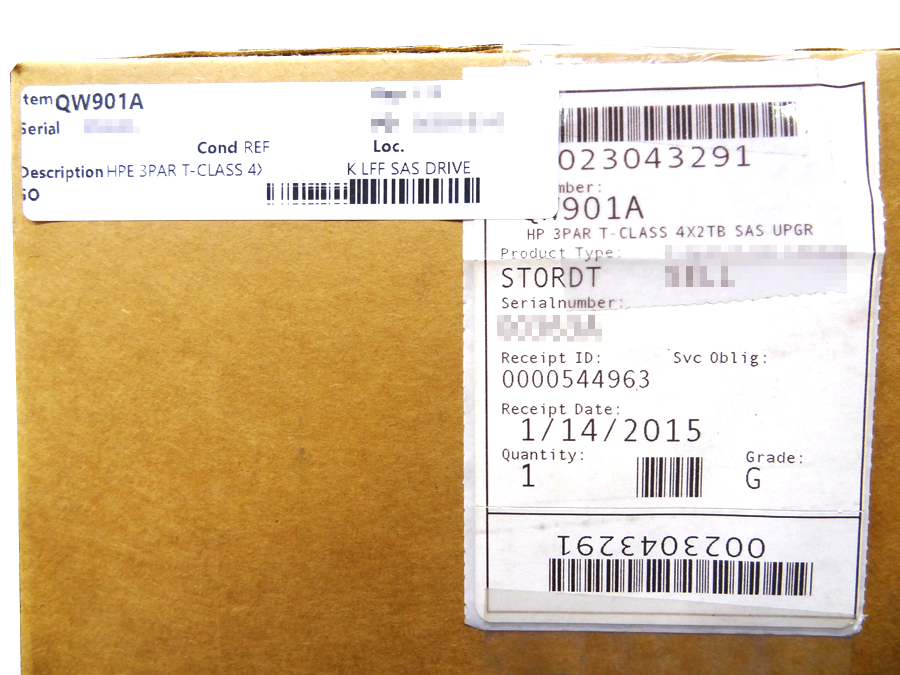 tem QW901A
Serial
Cond REF
Loc.
Description HPE 3PAR T-CLASS 4X K LFF SAS DRIVE
SO
023043291
mber:
W901A
HP 3PAR T-CLASS 4X2TB SAS UPGR
Product Type:
STORDT
Serialnumber:
Receipt ID: Svc Oblig:
0000544963
Receipt Date:
1/14/2015
Quantity: Grade:
1 G
0023043291